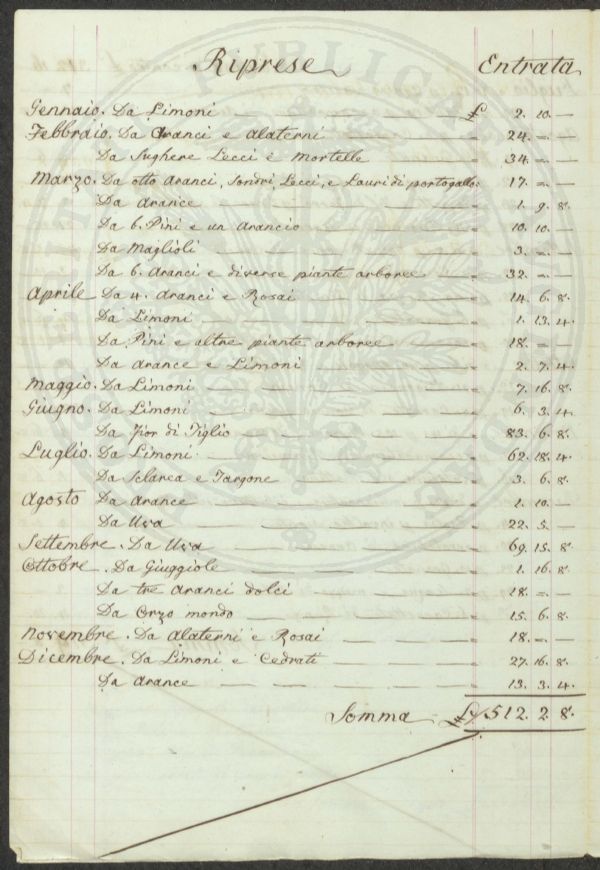 Riprese Entrata
Gennaio. Da Limoni — £ 2. 10. —
Febbraio. Da Aranci e Alaterni — " 24. =. —
Da Sughere Lecci e Mortelle — " 34. =. —
Marzo. Da otto Aranci, Sondri, Lecci, e Lauri di portogallo. " 17. =. —
Da Arance — " 1. 9. 8.
Da 6. Pini e un Arancio — " 10. 10. —
Da Maglioli — " 3. =. —
Da 6. Aranci e diverse piante arboree — " 32. =. —
Aprile Da 4. Aranci e Rosai — " 14. 6. 8.
Da Limoni — " 1. 13. 4.
Da Pini e altre piante arboree — " 18. =. —
Da Arance e Limoni — " 2. 7. 4.
Maggio. Da Limoni — " 7. 16. 8.
Giugno. Da Limoni — " 6. 3. 4.
Da Fior di Tiglio — " 83. 6. 8.
Luglio. Da Limoni — " 62. 18. 4.
Da Sclarea e Targone — " 3. 6. 8.
Agosto Da Arance — " 1. 10. —
Da Uva — " 22. 5. —
Settembre. Da Uva — " 69. 15. 8.
Ottobre. Da Giuggiole — " 1. 16. 8.
Da tre Aranci dolci — " 18. =. —
Da Orzo mondo — " 15. 6. 8.
Novembre. Da Alaterni e Rosai — " 18. =. —
Dicembre. Da Limoni e Cedrati — " 27. 16. 8.
Da Arance — " 13. 3. 4.
Somma £ 512. 2. 8.